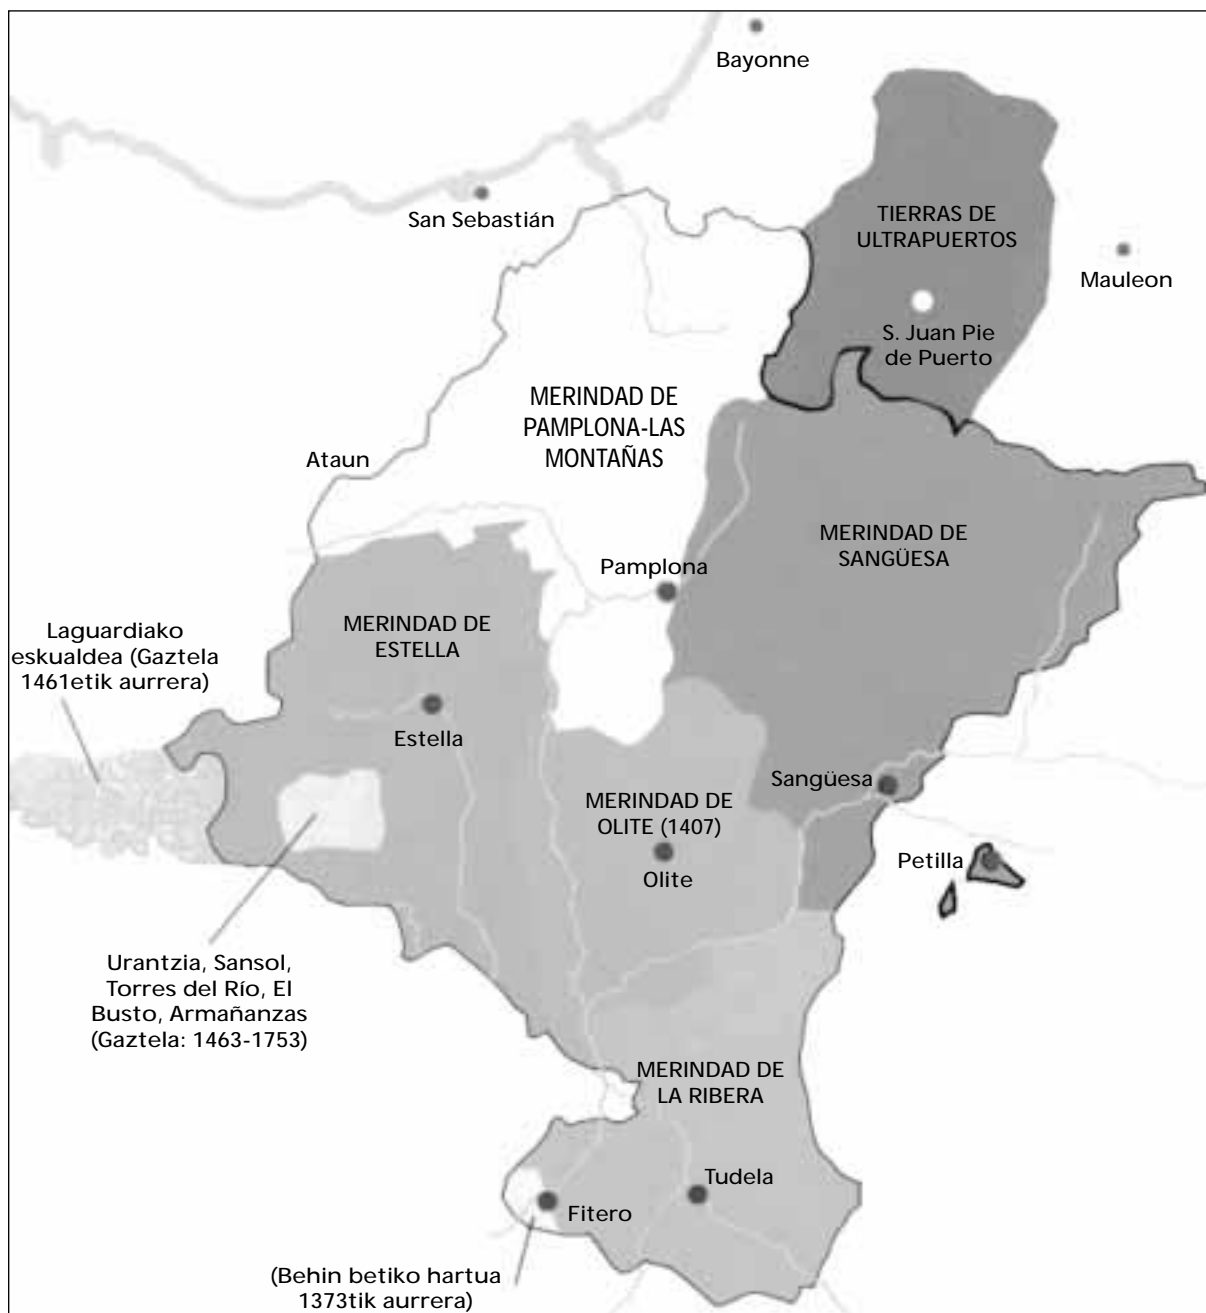 Bayonne
San Sebastián
TIERRAS DE
ULTRAPUERTOS
Mauleon
S. Juan Pie
de Puerto
MERINDAD DE
PAMPLONA-LAS
MONTAÑAS
Ataun
MERINDAD DE
SANGÜESA
Pamplona
MERINDAD DE
ESTELLA
Laguardiako
eskualdea (Gaztela
1461etik aurrera)
Estella
Sangüesa
MERINDAD DE
OLITE (1407)
Olite
Petilla
Urantzia, Sansol,
Torres del Río, El
Busto, Armañanzas
(Gaztela: 1463-1753)
MERINDAD DE
LA RIBERA
Tudela
Fitero
(Behin betiko hartua
1373tik aurrera)